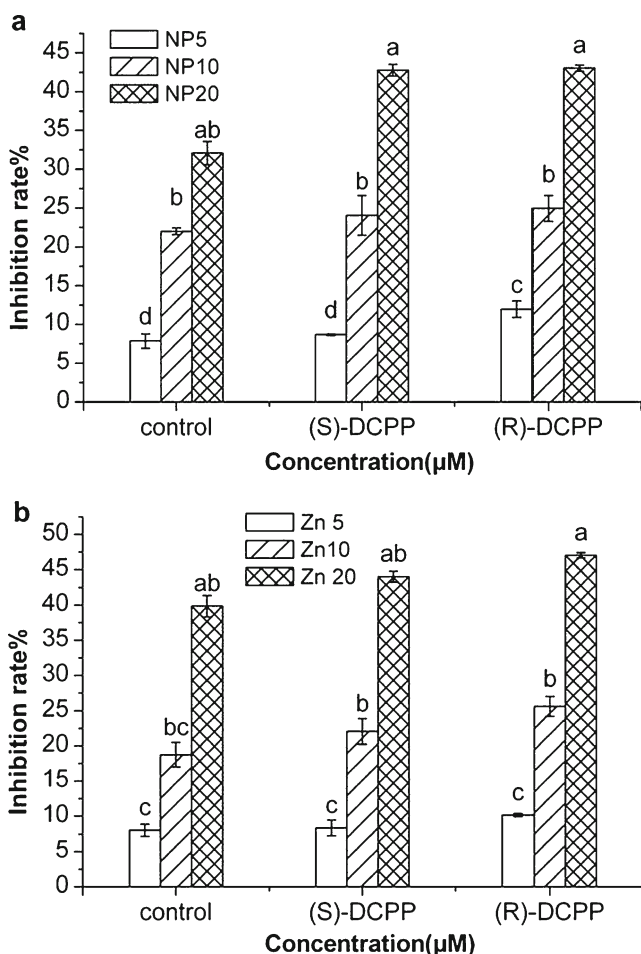 a
NP5
NP10
NP20
45
40
35
30
25
20
15
10
5
0
Inhibition rate%
d
b
ab
d
b
a
c
b
a
control
(S)-DCPP
(R)-DCPP
Concentration(µM)
b
Zn 5
Zn10
Zn 20
50
45
40
35
30
25
20
15
10
5
0
Inhibition rate%
c
bc
ab
c
b
ab
c
b
a
control
(S)-DCPP
(R)-DCPP
Concentration(µM)